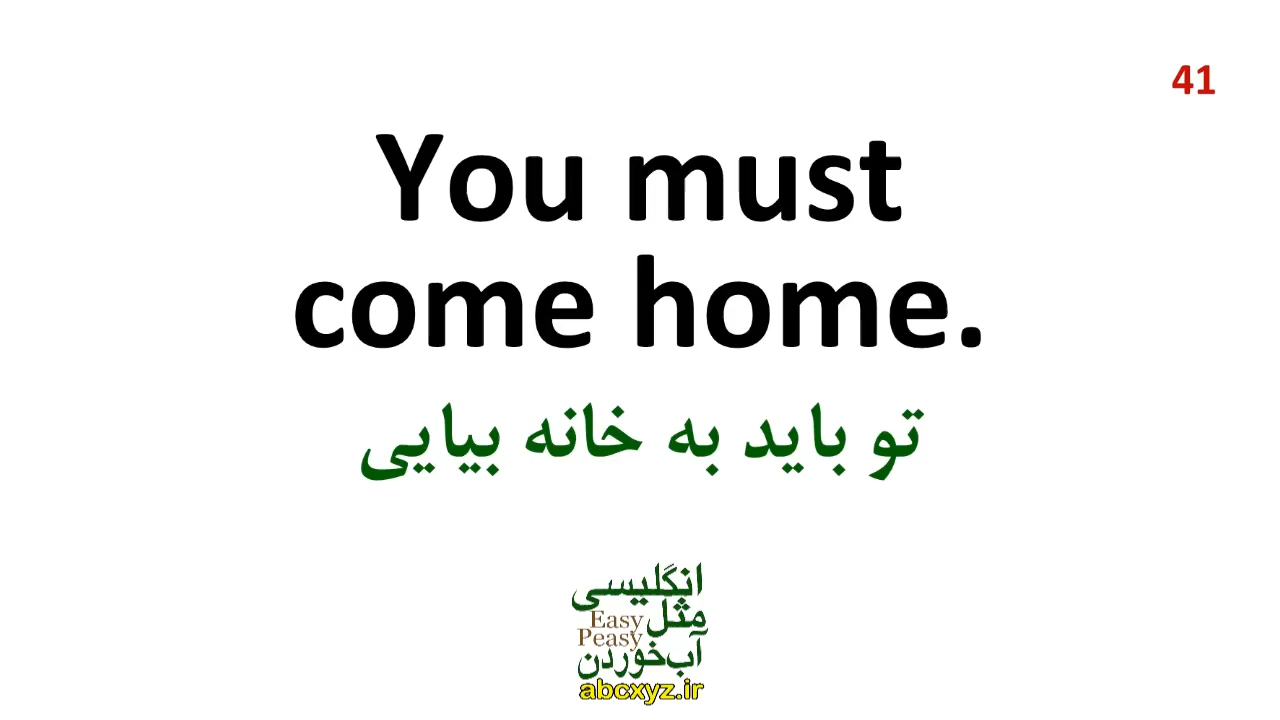 41
You must
come home.
تو باید به خانه بیایی
انگلیسی
مثل
Easy
Peasy
آب‌خوردن
abcxyz.ir